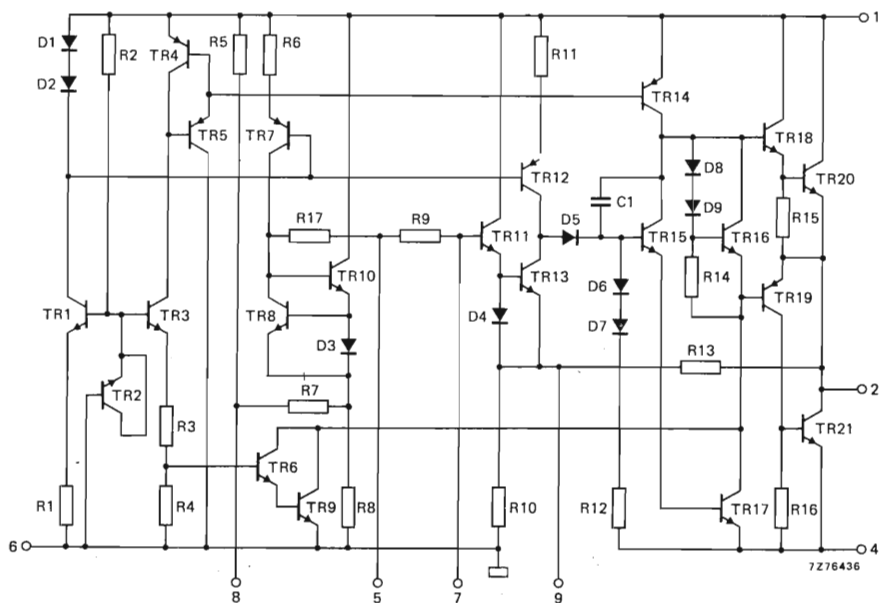 1
D1
R2
TR4
R5
R6
R11
D2
TR14
TR5
TR7
TR18
D8
TR12
TR20
C1
D9
R17
R9
D5
R15
TR11
TR15
TR16
TR10
TR13
R14
D6
TR19
TR1
TR3
TR8
D4
D3
D7
R13
R7
2
TR2
R3
TR21
TR6
R1
R4
TR9
R8
R10
R12
TR17
R16
6
4
7Z76436
8
5
7
9